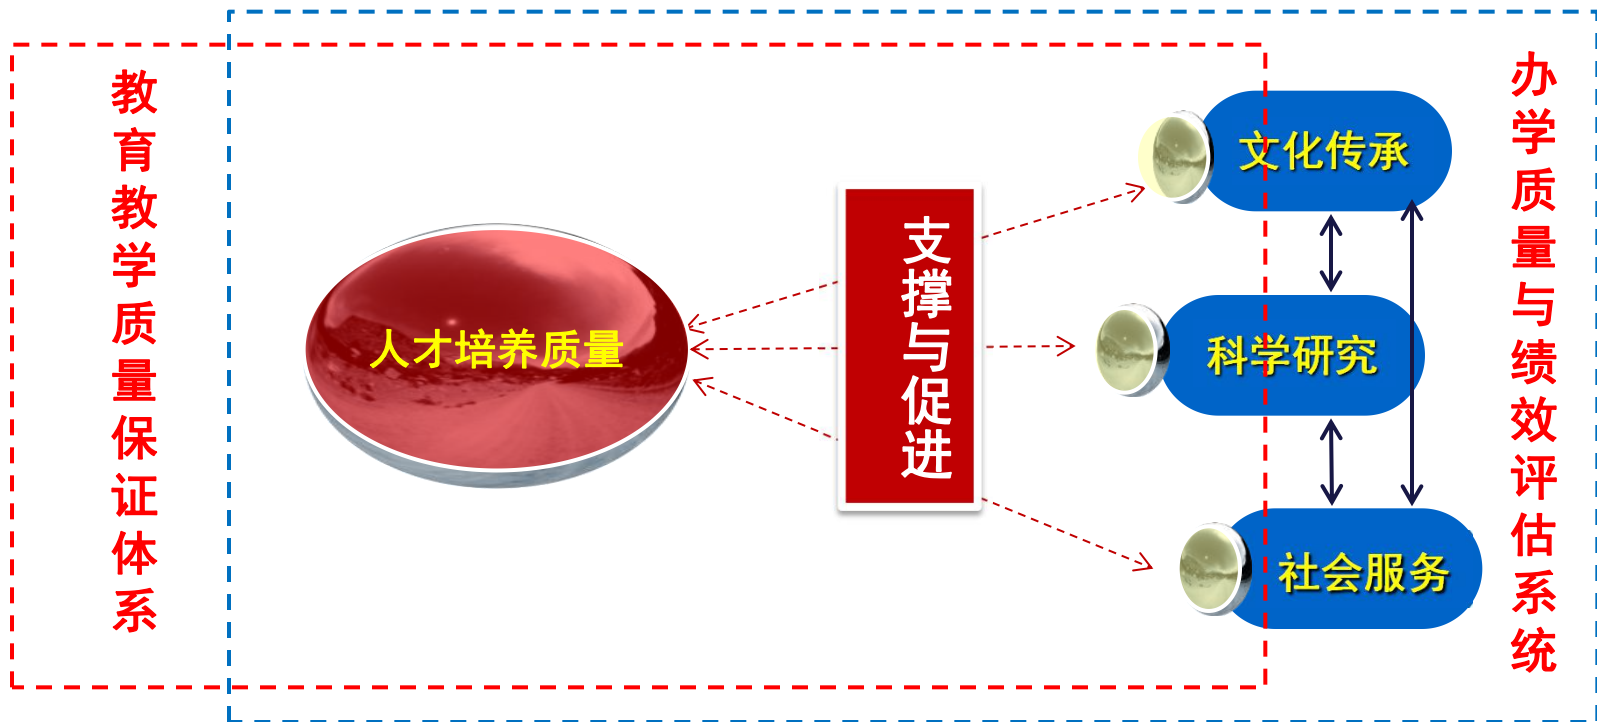 教育教学质量保证体系
人才培养质量
支撑与促进
文化传承
科学研究
社会服务
办学质量与绩效评估系统